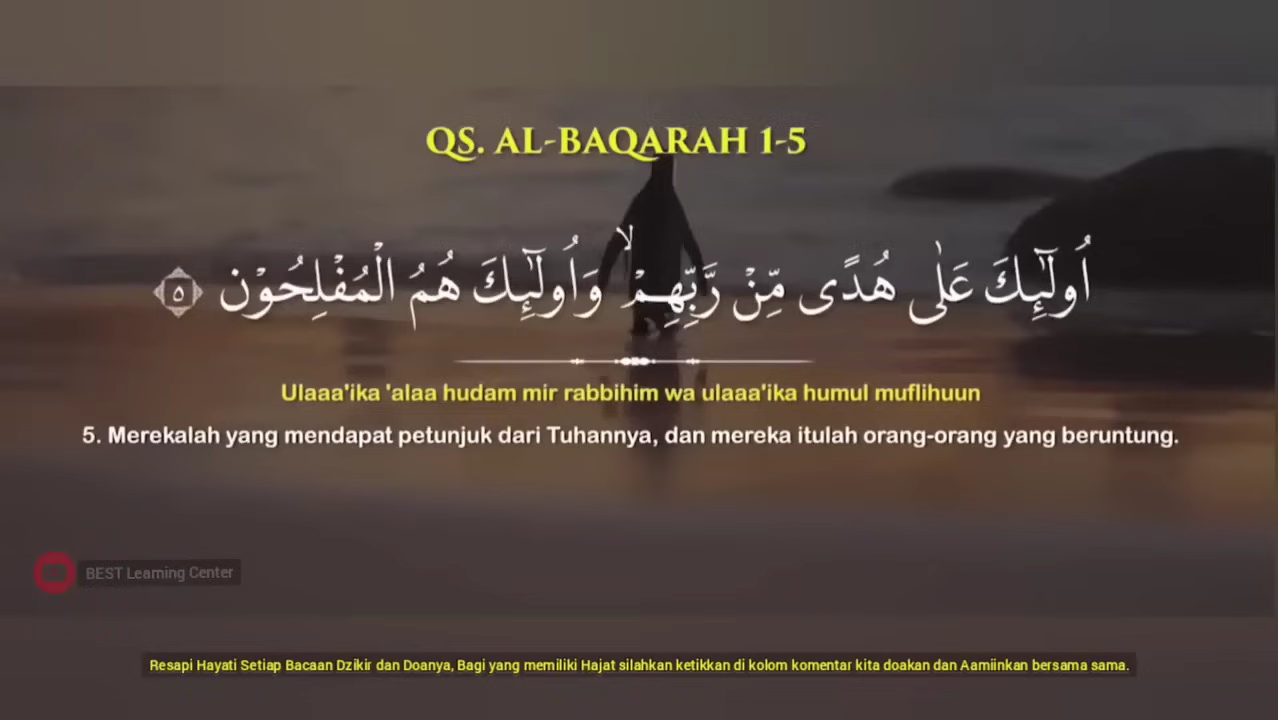 QS. AL-BAQARAH 1-5
اُولٰۤىِٕكَ عَلٰى هُدًى مِّنْ رَّبِّهِمْ ۙ وَاُولٰۤىِٕكَ هُمُ الْمُفْلِحُوْنَ ٥
Ulaaa'ika 'alaa hudam mir rabbihim wa ulaaa'ika humul muflihuun
5. Merekalah yang mendapat petunjuk dari Tuhannya, dan mereka itulah orang-orang yang beruntung.
BEST Learning Center
Resapi Hayati Setiap Bacaan Dzikir dan Doanya, Bagi yang memiliki Hajat silahkan ketikkan di kolom komentar kita doakan dan Aamiinkan bersama sama.